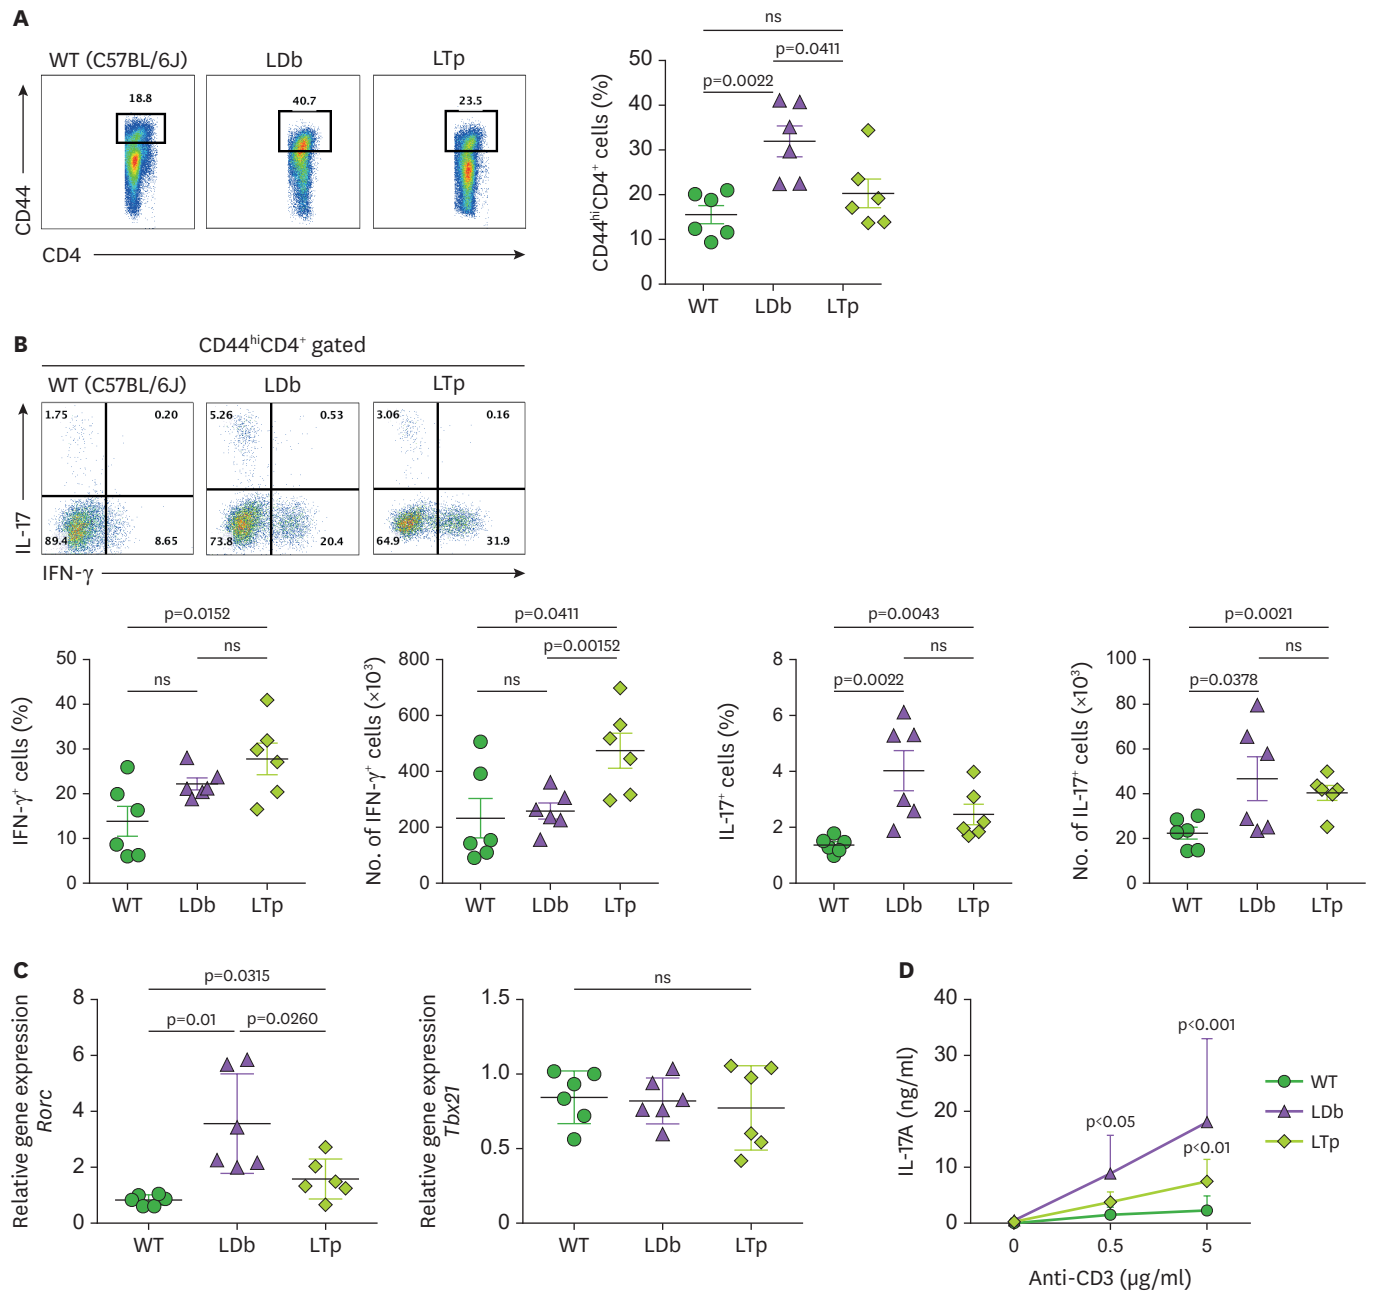 A
WT (C57BL/6J)
LDb
LTp
18.8
40.7
23.5
CD44
CD4
ns
p=0.0411
p=0.0022
CD44hiCD4+ cells (%)
50
40
30
20
10
0
WT
LDb
LTp
B
CD44hiCD4+ gated
WT (C57BL/6J)
LDb
LTp
1.75
0.20
5.26
0.53
3.06
0.16
89.4
8.65
73.8
20.4
64.9
31.9
IL-17
IFN-γ
p=0.0152
ns
ns
IFN-γ+ cells (%)
50
40
30
20
10
0
WT
LDb
LTp
p=0.0411
p=0.00152
ns
No. of IFN-γ+ cells (×10³)
800
600
400
200
0
WT
LDb
LTp
p=0.0043
ns
p=0.0022
IL-17+ cells (%)
8
6
4
2
0
WT
LDb
LTp
p=0.0021
ns
p=0.0378
No. of IL-17+ cells (×10³)
100
80
60
40
20
0
WT
LDb
LTp
C
p=0.0315
p=0.01
p=0.0260
Relative gene expression
Rorc
8
6
4
2
0
WT
LDb
LTp
ns
Relative gene expression
Tbx21
1.5
1.0
0.5
0
WT
LDb
LTp
D
IL-17A (ng/ml)
40
30
20
10
0
p<0.001
p<0.05
p<0.01
0
0.5
5
Anti-CD3 (µg/ml)
WT
LDb
LTp